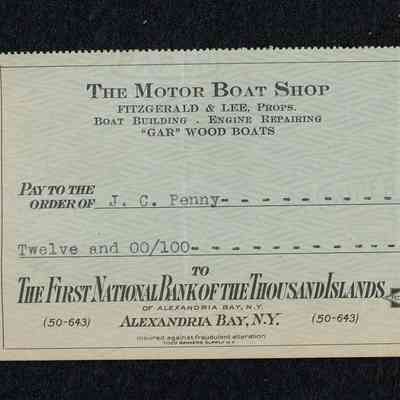 THE MOTOR BOAT SHOP
FITZGERALD & LEE, PROPS.
BOAT BUILDING . ENGINE REPAIRING
"GAR" WOOD BOATS
PAY TO THE
ORDER OF J. C. Penny- - - - - - - - -
Twelve and 00/100- - - - - - - - - - -
TO
THE FIRST NATIONAL BANK OF THE THOUSAND ISLANDS
OF ALEXANDRIA BAY, N.Y.
(50-643) ALEXANDRIA BAY, N.Y. (50-643)
insured against fraudulent alteration